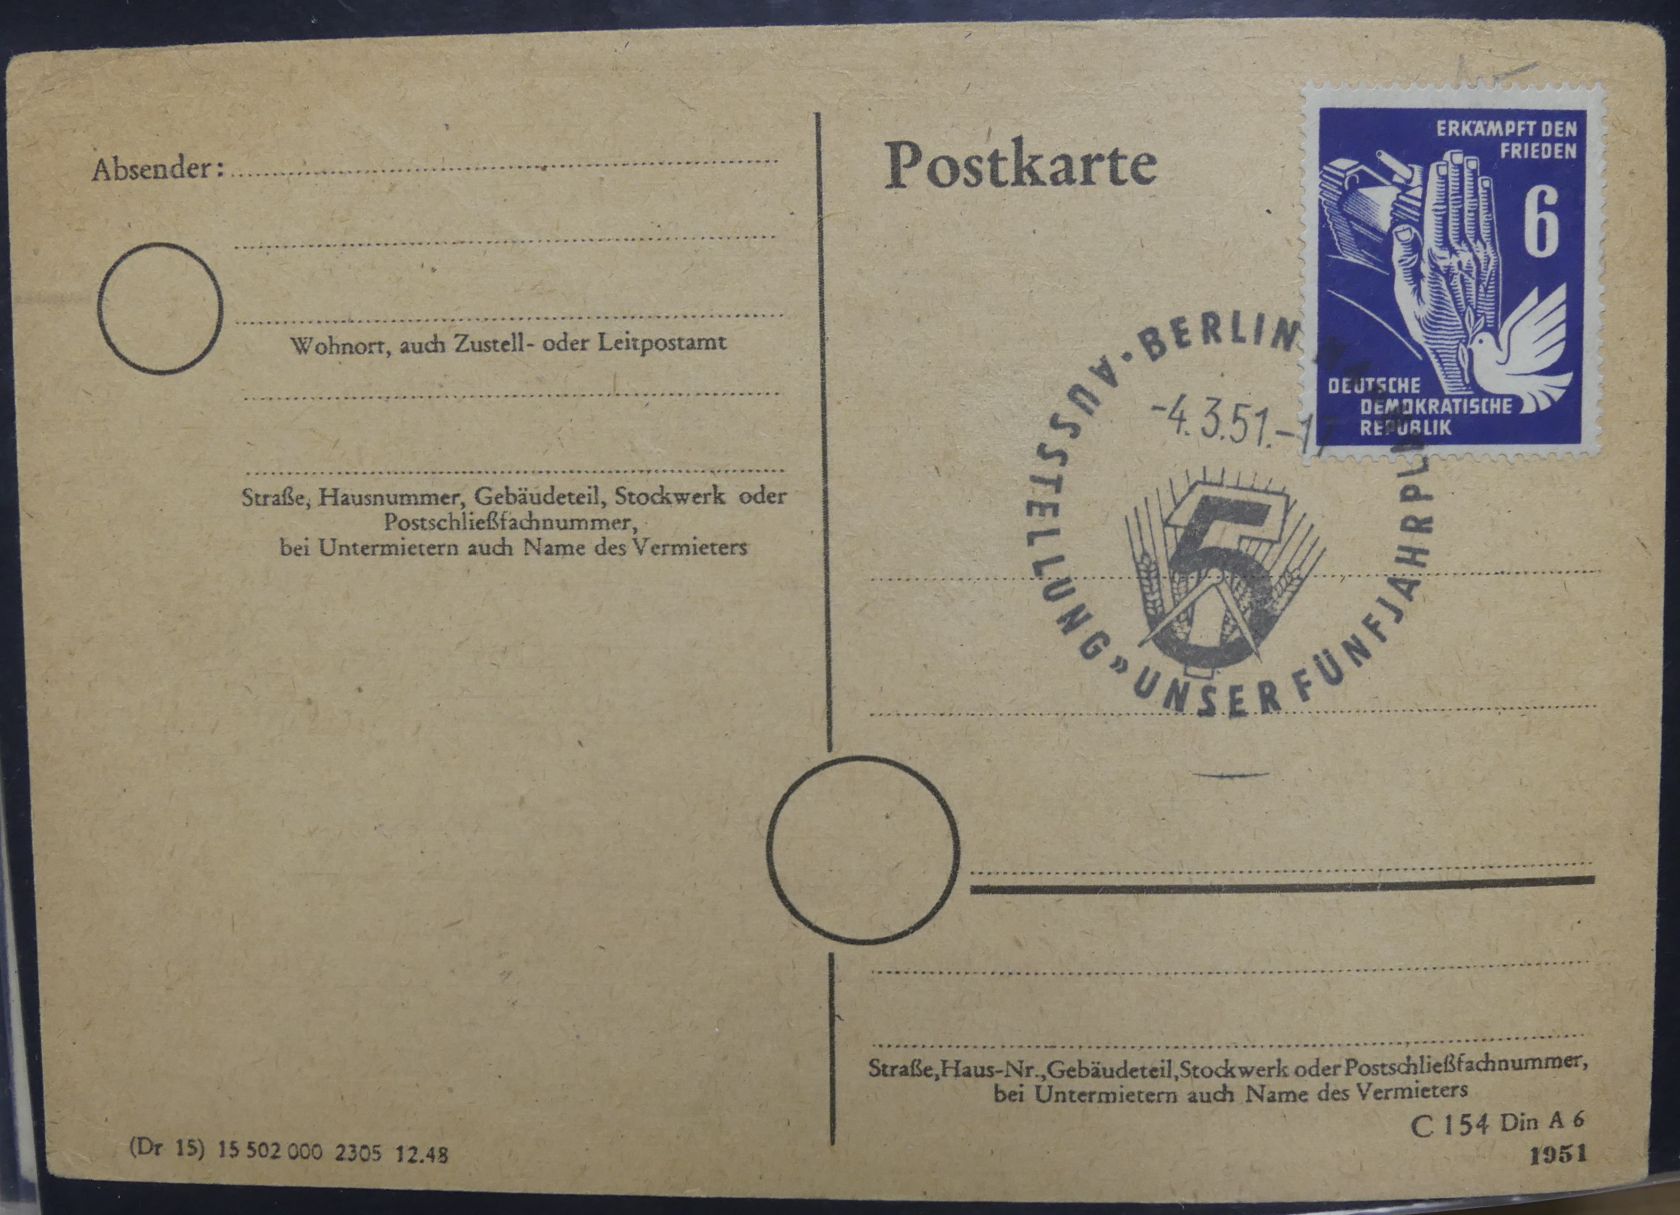 Absender:
Wohnort, auch Zustell- oder Leitpostamt
Straße, Hausnummer, Gebäudeteil, Stockwerk oder
Postschließfachnummer,
bei Untermietern auch Name des Vermieters
(Dr 15) 15 502 000 2305 12.48
Postkarte
ERKÄMPFT DEN
FRIEDEN
6
DEUTSCHE
DEMOKRATISCHE
REPUBLIK
· BERLIN
-4.3.51.-17
5
AUSSTELLUNG » UNSER FÜNFJAHRPL
Straße, Haus-Nr., Gebäudeteil, Stockwerk oder Postschließfachnummer,
bei Untermietern auch Name des Vermieters
C 154 Din A 6
1951